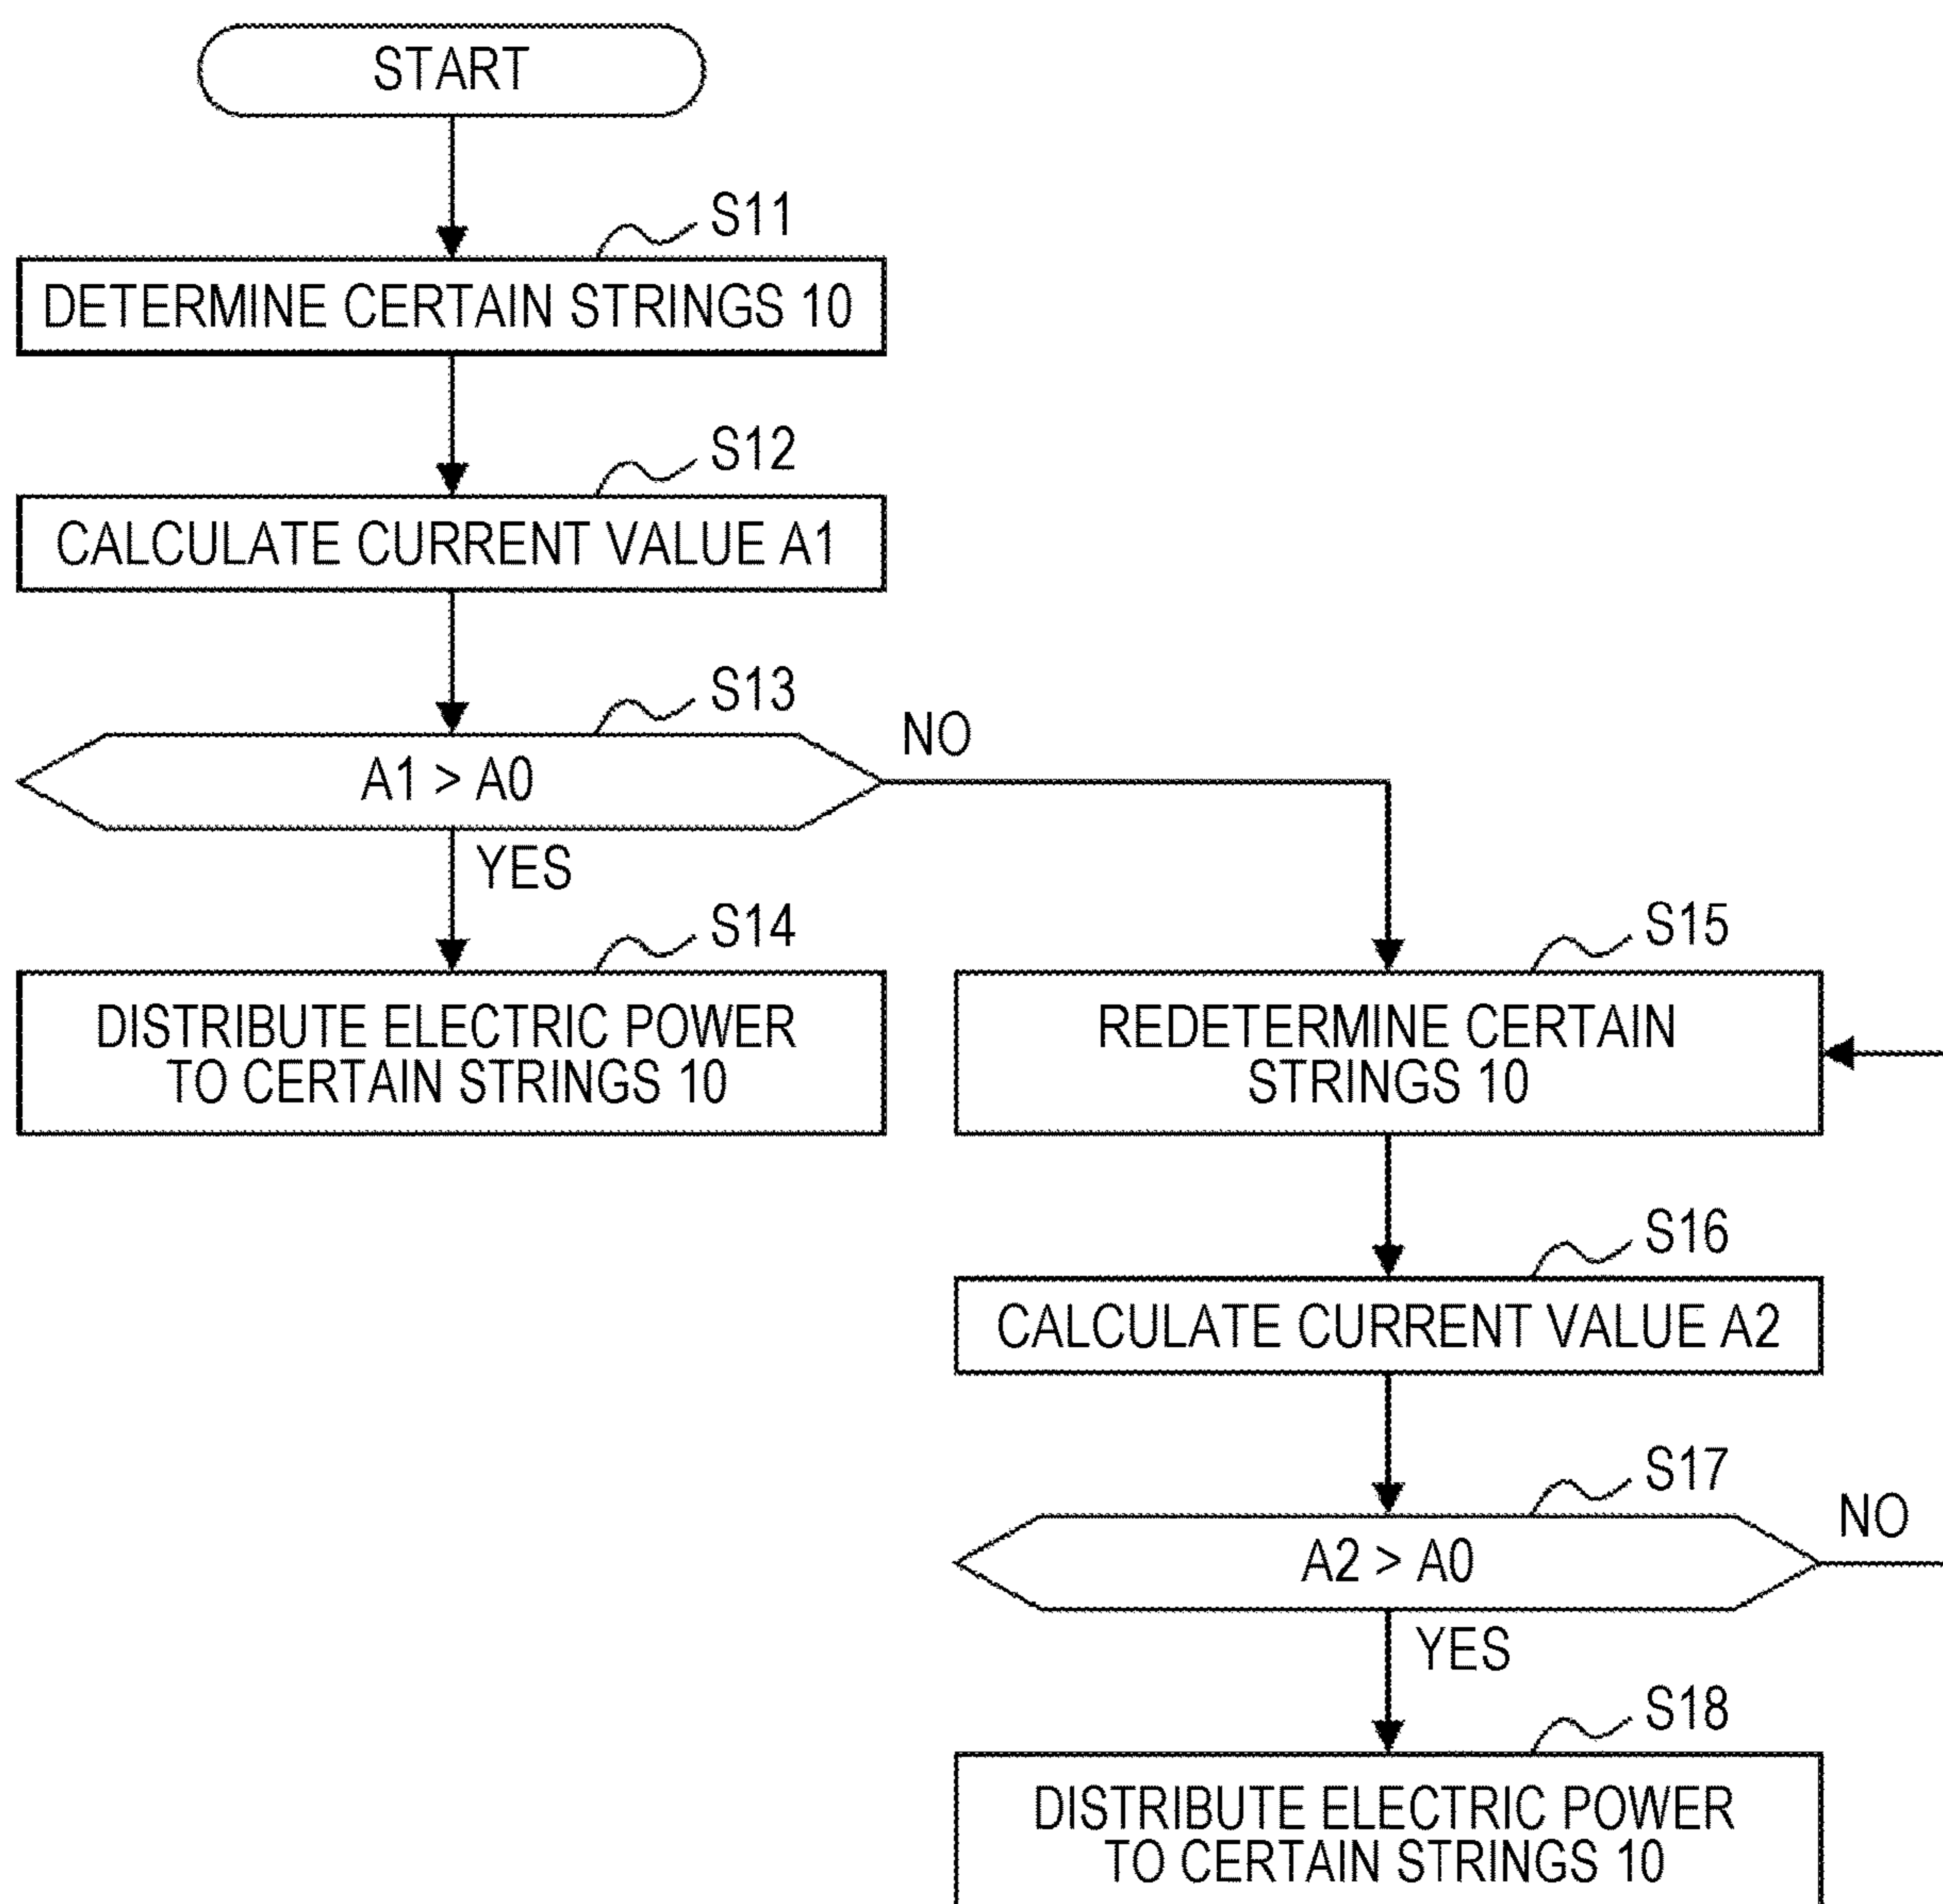 START
S11
DETERMINE CERTAIN STRINGS 10
S12
CALCULATE CURRENT VALUE A1
S13
A1 > A0
NO
YES
S14
DISTRIBUTE ELECTRIC POWER
TO CERTAIN STRINGS 10
S15
REDETERMINE CERTAIN
STRINGS 10
S16
CALCULATE CURRENT VALUE A2
S17
A2 > A0
NO
YES
S18
DISTRIBUTE ELECTRIC POWER
TO CERTAIN STRINGS 10